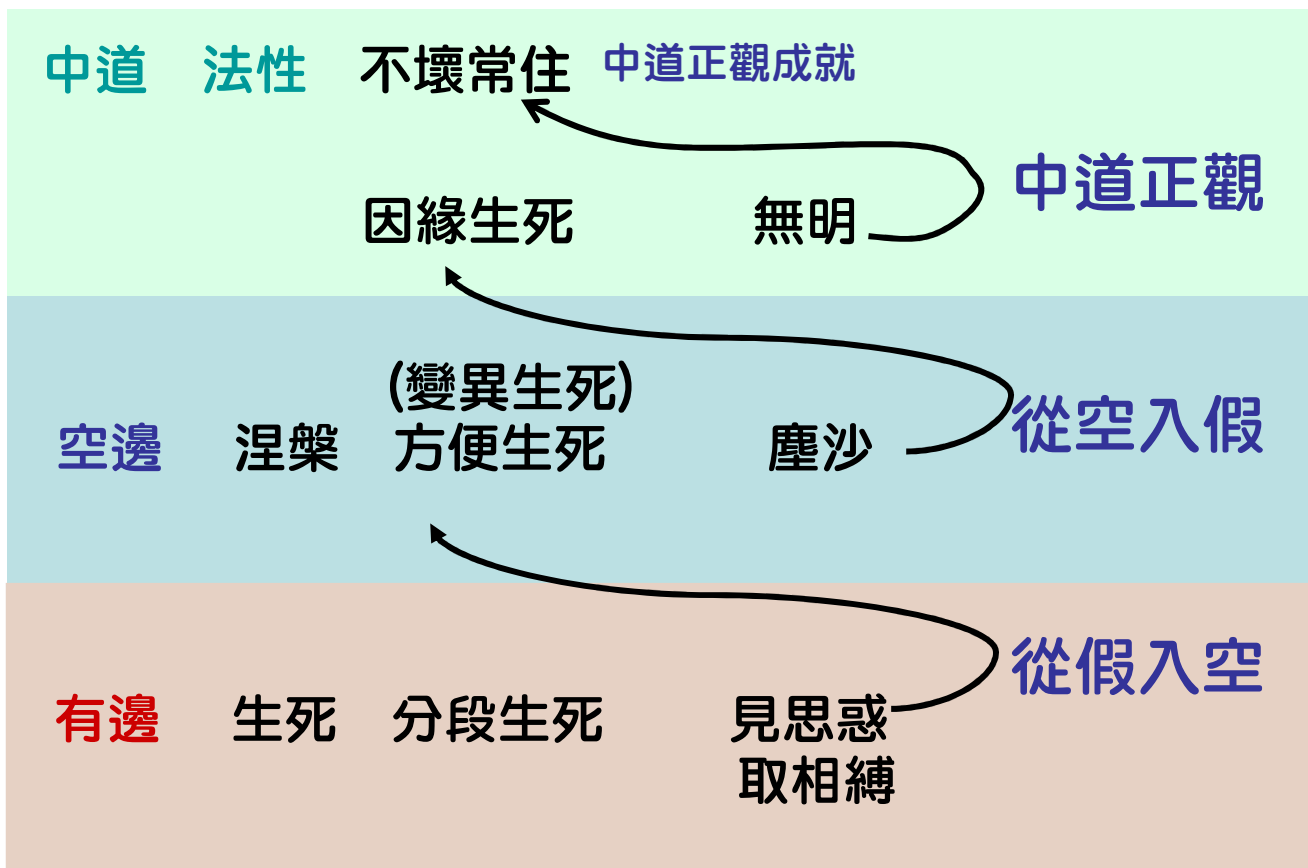 中道 法性 不壞常住 中道正觀成就
中道正觀
因緣生死 無明
(變異生死)
空邊 涅槃 方便生死 塵沙 從空入假
從假入空
有邊 生死 分段生死 見思惑
取相縛